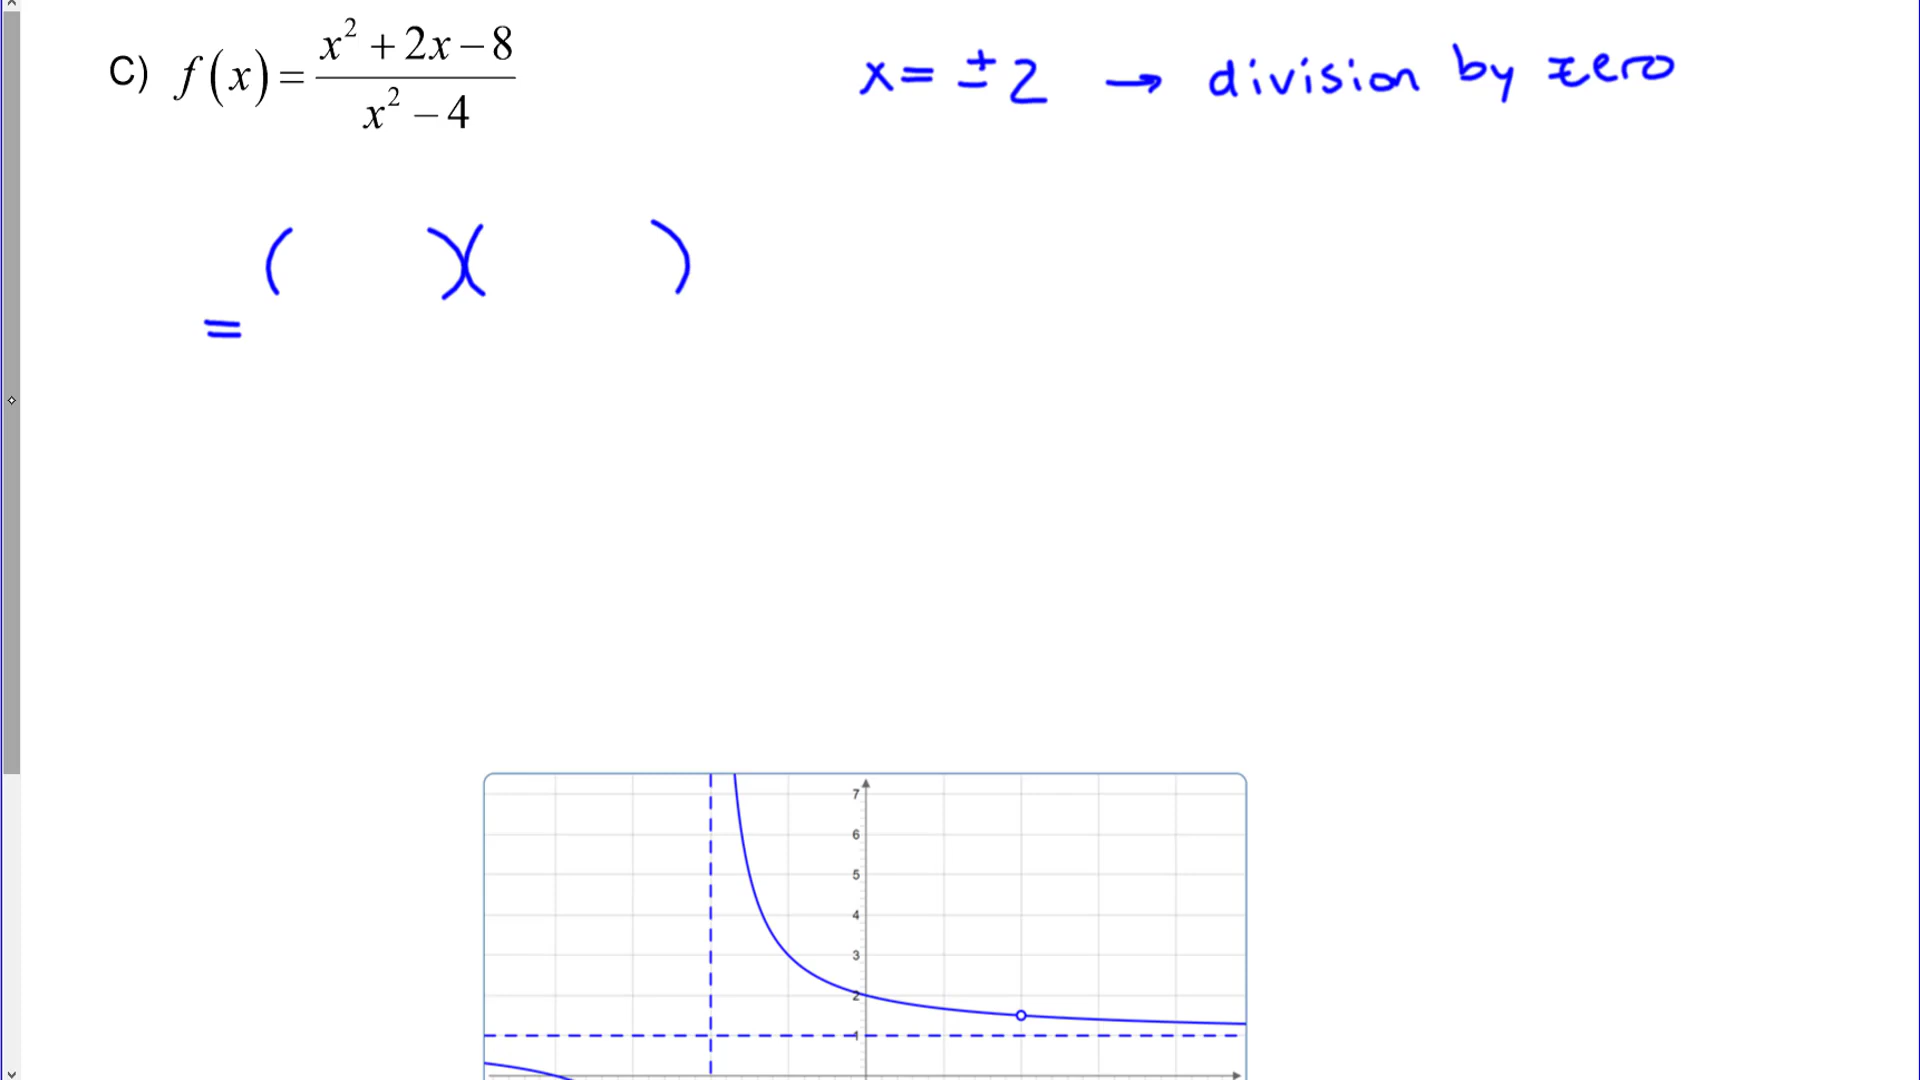 C) f(x) = (x² + 2x − 8)/(x² − 4)
x = ±2 → division by zero
= ( )( )
7
6
5
4
3
2
1